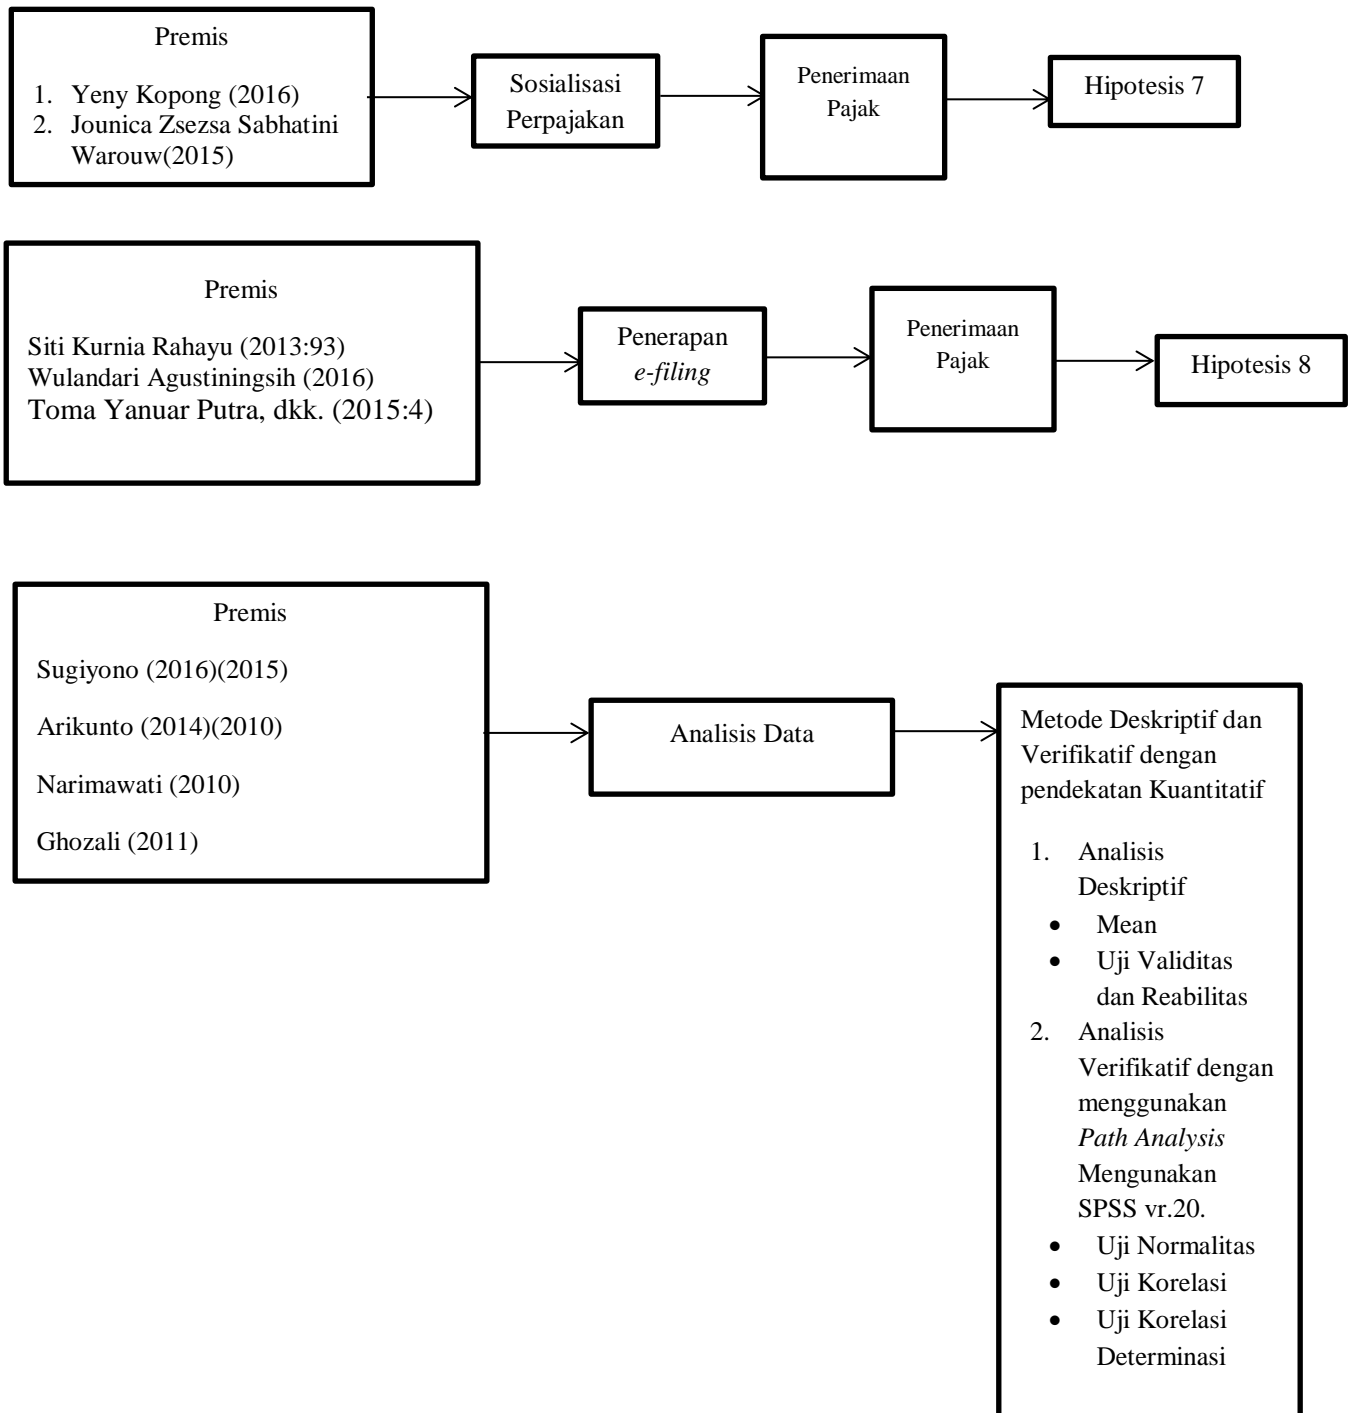 Premis
1. Yeny Kopong (2016)
2. Jounica Zsezsa Sabhatini
Warouw(2015)
Sosialisasi
Perpajakan
Penerimaan
Pajak
Hipotesis 7
Premis
Siti Kurnia Rahayu (2013:93)
Wulandari Agustiningsih (2016)
Toma Yanuar Putra, dkk. (2015:4)
Penerapan
e-filing
Penerimaan
Pajak
Hipotesis 8
Premis
Sugiyono (2016)(2015)
Arikunto (2014)(2010)
Narimawati (2010)
Ghozali (2011)
Analisis Data
Metode Deskriptif dan
Verifikatif dengan
pendekatan Kuantitatif
1. Analisis
Deskriptif
• Mean
• Uji Validitas
dan Reabilitas
2. Analisis
Verifikatif dengan
menggunakan
Path Analysis
Mengunakan
SPSS vr.20.
• Uji Normalitas
• Uji Korelasi
• Uji Korelasi
Determinasi